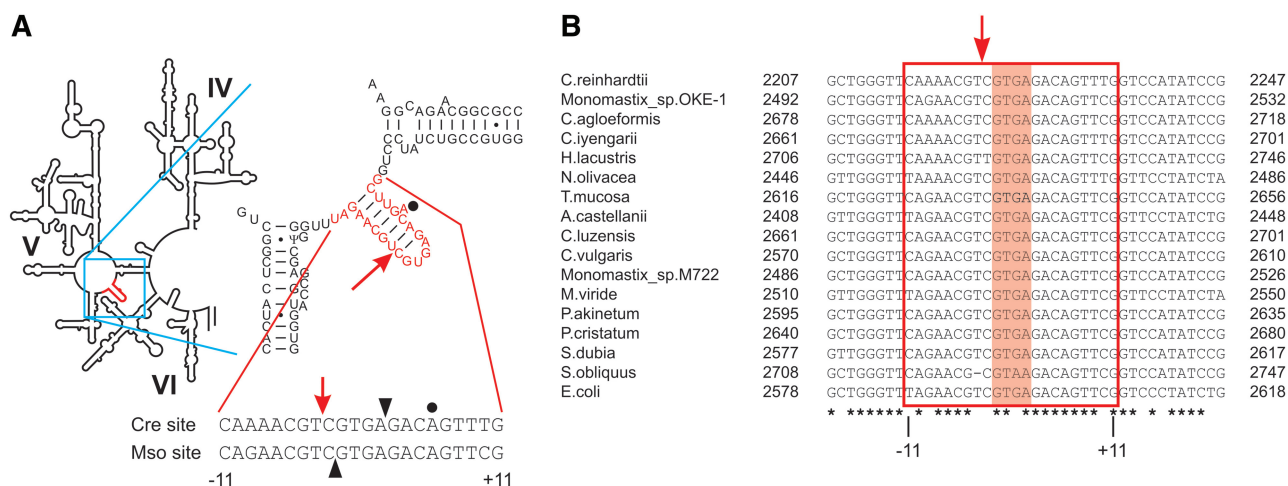 A
IV
V
VI
A
A
GGCAGACGGCGCC
CC
UAUCUGCCGUGG
Cre site CAAAACGTCGTGAGACAGTTTG
Mso site CAGAACGTCGTGAGACAGTTCG
-11 +11
B
C.reinhardtii 2207 GCTGGGTTCAAAACGTCGTGAGACAGTTTGGTCCATATCCG 2247
Monomastix_sp.OKE-1 2492 GCTGGGTTCAGAACGTCGTGAGACAGTTCGGTCCATATCCG 2532
C.agloeformis 2678 GCTGGGTTCAGAACGTCGTGAGACAGTTCGGTCCATATCCG 2718
C.iyengarii 2661 GCTGGGTTCAAAACGTCGTGAGACAGTTCGGTCCATATCCG 2701
H.lacustris 2706 GCTGGGTTCAAAACGTTGTGAGACAGTTCGGTCCATATCCG 2746
N.olivacea 2446 GCTGGGTTTAAAACGTCGTGAGACAGTTTGGTTCCTATCTA 2486
T.mucosa 2616 GCTGGGTTCAGAACGTCGTGAGACAGTTCGGTCCATATCCG 2656
A.castellanii 2408 GTTGGGTTTAGAACGTCGTGAGACAGTTCGGTTCCTATCTG 2448
C.luzensis 2661 GCTGGGTTCAGAACGTCGTGAGACAGTTCGGTCCATATCCG 2701
C.vulgaris 2570 GCTGGGTTCAGAACGTCGTGAGACAGTTCGGTCCATATCCG 2610
Monomastix_sp.M722 2486 GCTGGGTTCAGAACGTCGTGAGACAGTTCGGTCCATATCCG 2526
M.viride 2510 GTTGGGTTTAGAACGTCGTGAGACAGTTCGGTTCCTATCTA 2550
P.akinetum 2595 GCTGGGTTCAGAACGTCGTGAGACAGTTCGGTCCATATCCG 2635
P.cristatum 2640 GCTGGGTTCAGAACGTCGTGAGACAGTTCGGTCCATATCCG 2680
S.dubia 2577 GTTGGGTTCAGAACGTCGTGAGACAGTTCGGTCCATATCCG 2617
S.obliquus 2708 GCTGGGTTCAGAACG-CGTAAGACAGTTCGGTCCATATCCG 2747
E.coli 2578 GCTGGGTTTAGAACGTCGTGAGACAGTTCGGTCCCTATCTG 2618
* ****** * **** ** ******** *** * *****
-11 +11